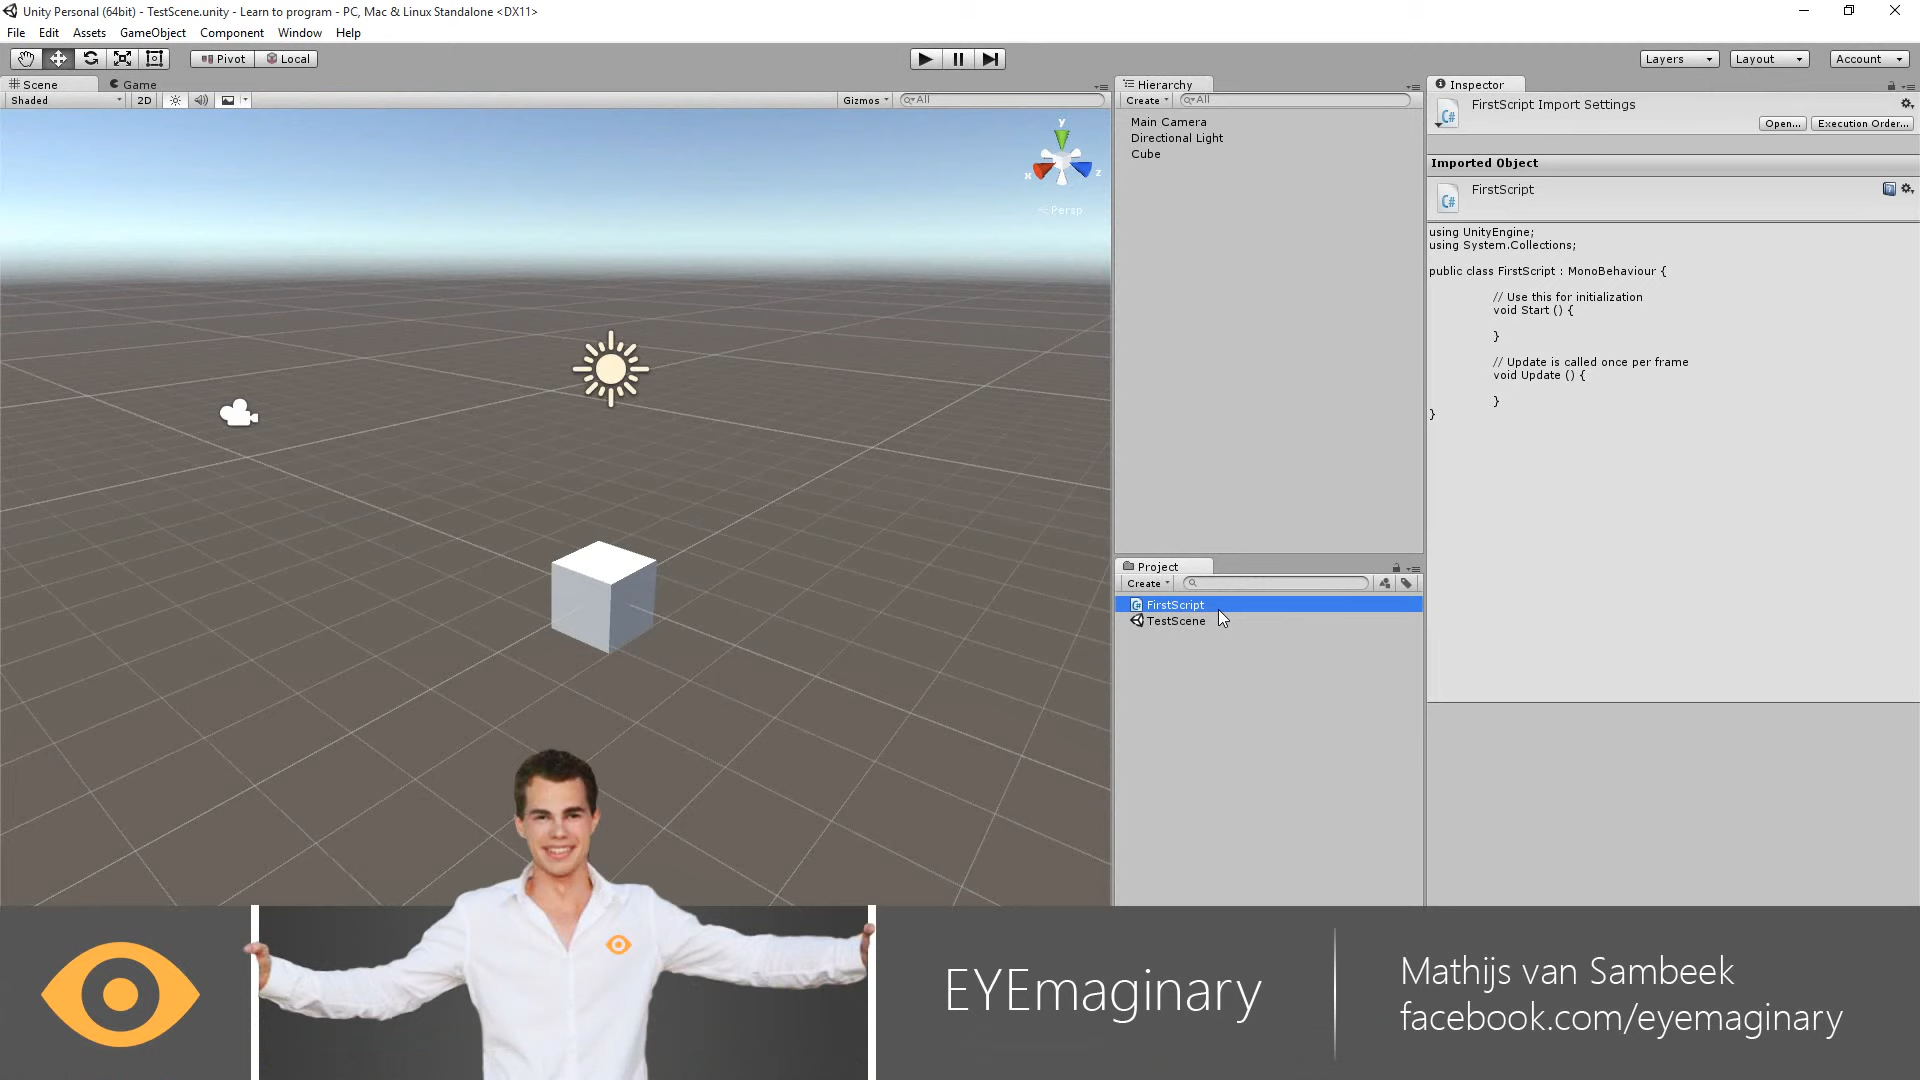 Unity Personal (64bit) - TestScene.unity - Learn to program - PC, Mac & Linux Standalone <DX11>
File Edit Assets GameObject Component Window Help
Pivot Local
Layers Layout Account
Scene Game
Shaded 2D Gizmos All
y
x z
Persp
Hierarchy
Create All
Main Camera
Directional Light
Cube
Project
Create
FirstScript
TestScene
Inspector
FirstScript Import Settings
Open... Execution Order...
Imported Object
FirstScript
using UnityEngine;
using System.Collections;
public class FirstScript : MonoBehaviour {
// Use this for initialization
void Start () {
}
// Update is called once per frame
void Update () {
}
}
EYEmaginary
Mathijs van Sambeek
facebook.com/eyemaginary